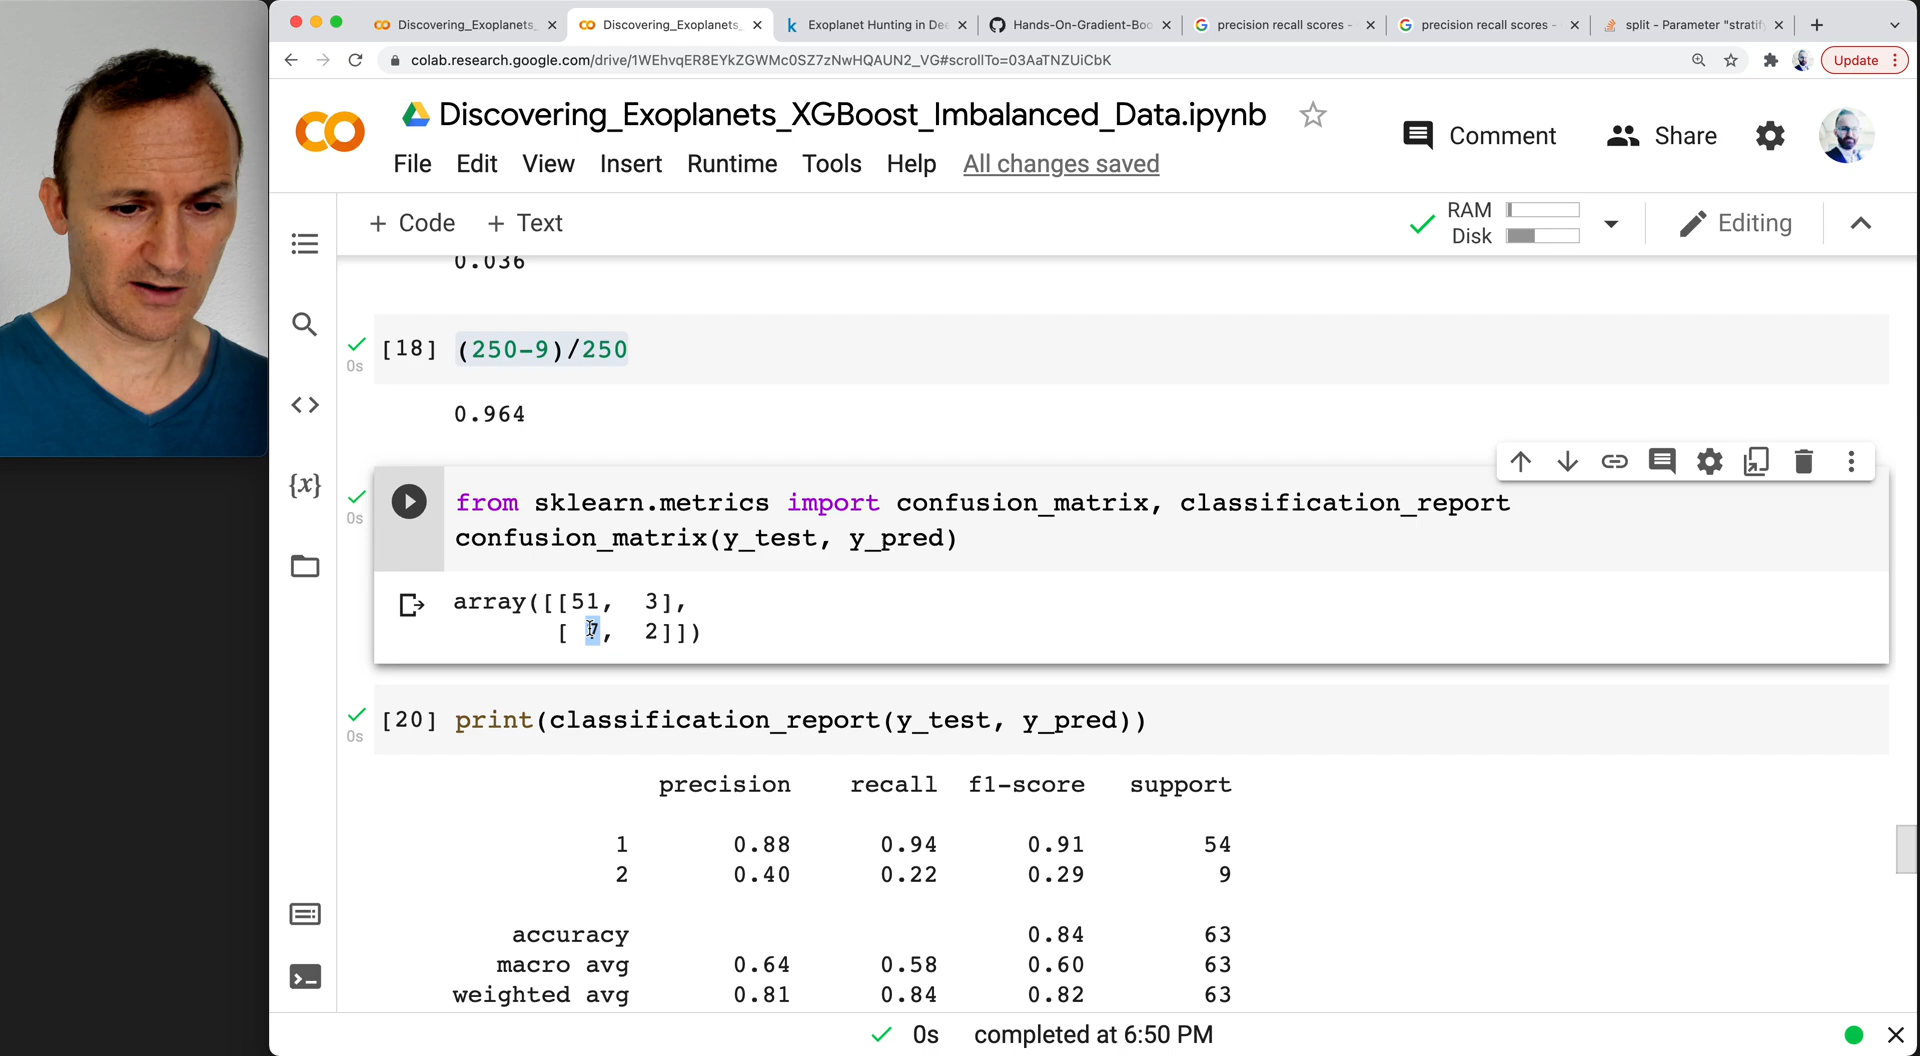 Discovering_Exoplanets_
Discovering_Exoplanets_
Exoplanet Hunting in Dee
Hands-On-Gradient-Boo
precision recall scores -
precision recall scores -
split - Parameter "stratify
colab.research.google.com/drive/1WEhvqER8EYkZGWMc0SZ7zNwHQAUN2_VG#scrollTo=03AaTNZUiCbK
Update
Discovering_Exoplanets_XGBoost_Imbalanced_Data.ipynb
Comment
Share
File Edit View Insert Runtime Tools Help All changes saved
+ Code + Text
RAM
Disk
Editing
0.036
[18] (250-9)/250
0s
0.964
from sklearn.metrics import confusion_matrix, classification_report
0s
confusion_matrix(y_test, y_pred)
array([[51, 3],
[ 7, 2]])
[20] print(classification_report(y_test, y_pred))
0s
precision recall f1-score support
1 0.88 0.94 0.91 54
2 0.40 0.22 0.29 9
accuracy 0.84 63
macro avg 0.64 0.58 0.60 63
weighted avg 0.81 0.84 0.82 63
0s completed at 6:50 PM